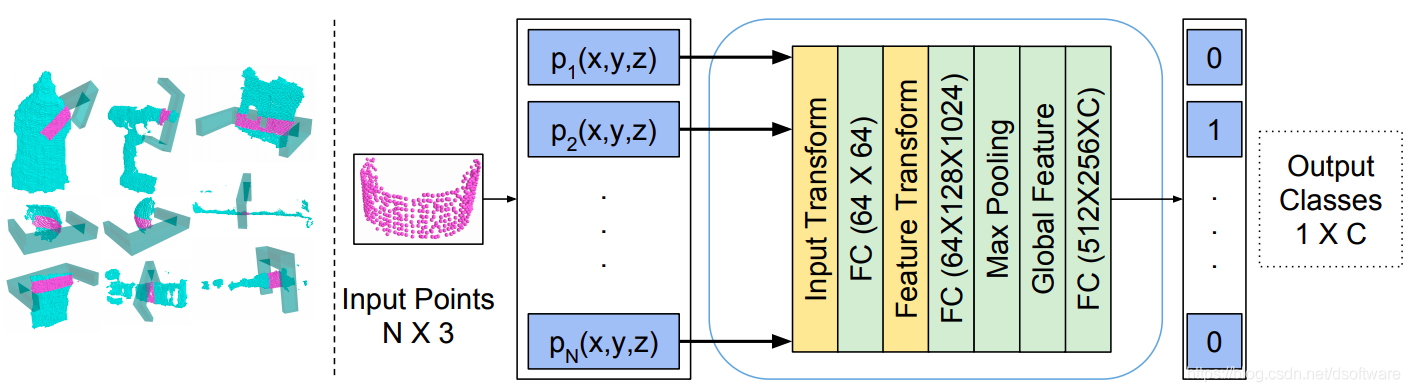 Input Points
N X 3
p1(x,y,z)
p2(x,y,z)
.
.
.
pN(x,y,z)
Input Transform
FC (64 X 64)
Feature Transform
FC (64X128X1024)
Max Pooling
Global Feature
FC (512X256XC)
0
1
.
.
.
0
Output
Classes
1 X C
https://blog.csdn.net/dsoftware